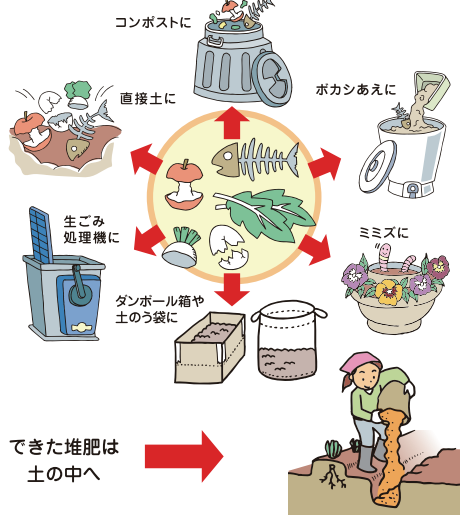 コンポストに
直接土に
ボカシあえに
生ごみ
処理機に
ミミズに
ダンボール箱や
土のう袋に
できた堆肥は
土の中へ